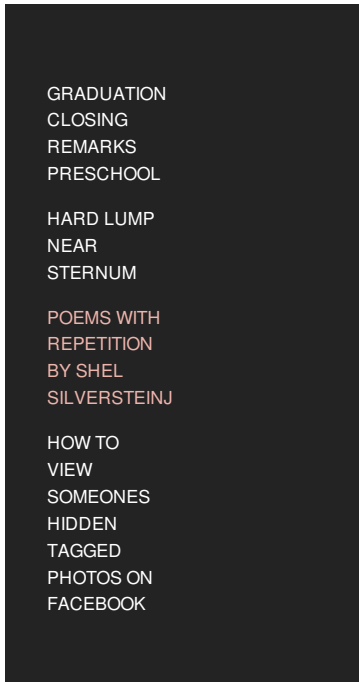 GRADUATION
CLOSING
REMARKS
PRESCHOOL
HARD LUMP
NEAR
STERNUM
POEMS WITH
REPETITION
BY SHEL
SILVERSTEINJ
HOW TO
VIEW
SOMEONES
HIDDEN
TAGGED
PHOTOS ON
FACEBOOK